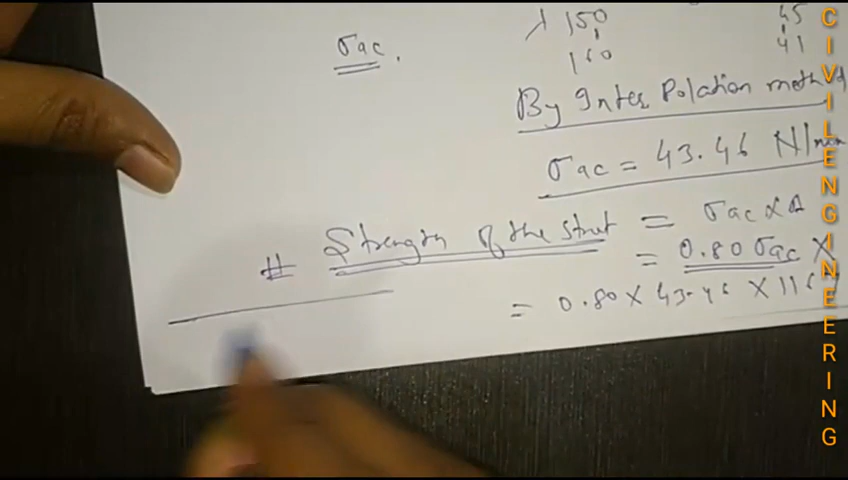 λ 150 45
σac. 160 41
By Inter Polation method
σac = 43.46 N/mm
# Strength of the strut = σac × A
= 0.80 σac ×
= 0.80 × 43.46 × 116
CIVIL ENGINEERING